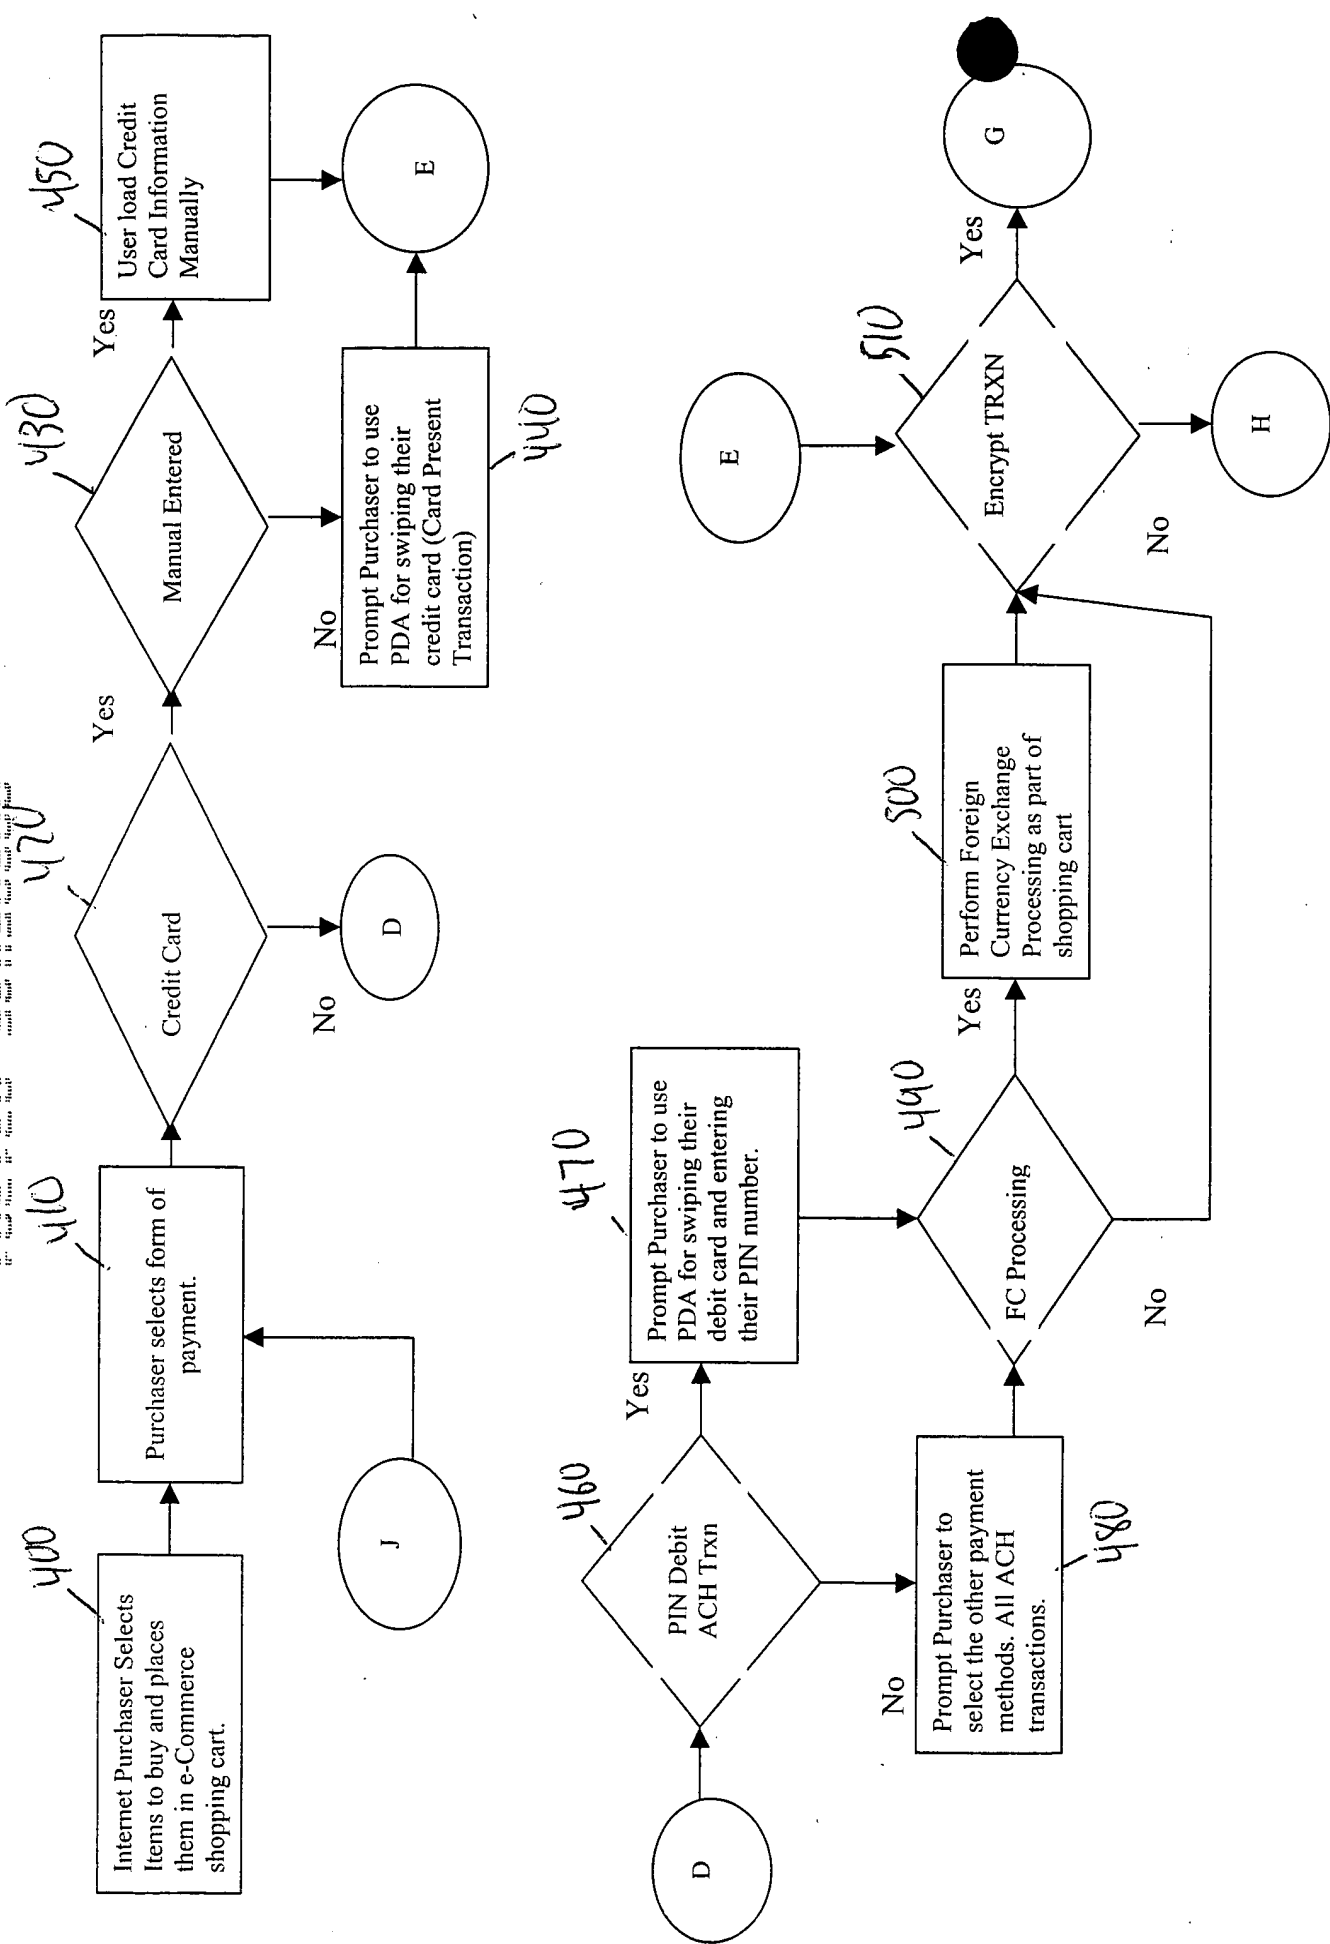 400
Internet Purchaser Selects
Items to buy and places
them in e-Commerce
shopping cart.
410
Purchaser selects form of
payment.
J
420
Credit Card
Yes
No
D
430
Manual Entered
Yes
No
450
User load Credit
Card Information
Manually
Prompt Purchaser to use
PDA for swiping their
credit card (Card Present
Transaction)
440
E
D
460
PIN Debit
ACH Trxn
Yes
No
470
Prompt Purchaser to use
PDA for swiping their
debit card and entering
their PIN number.
Prompt Purchaser to
select the other payment
methods. All ACH
transactions.
480
490
FC Processing
Yes
No
500
Perform Foreign
Currency Exchange
Processing as part of
shopping cart
E
510
Encrypt TRXN
Yes
No
G
H